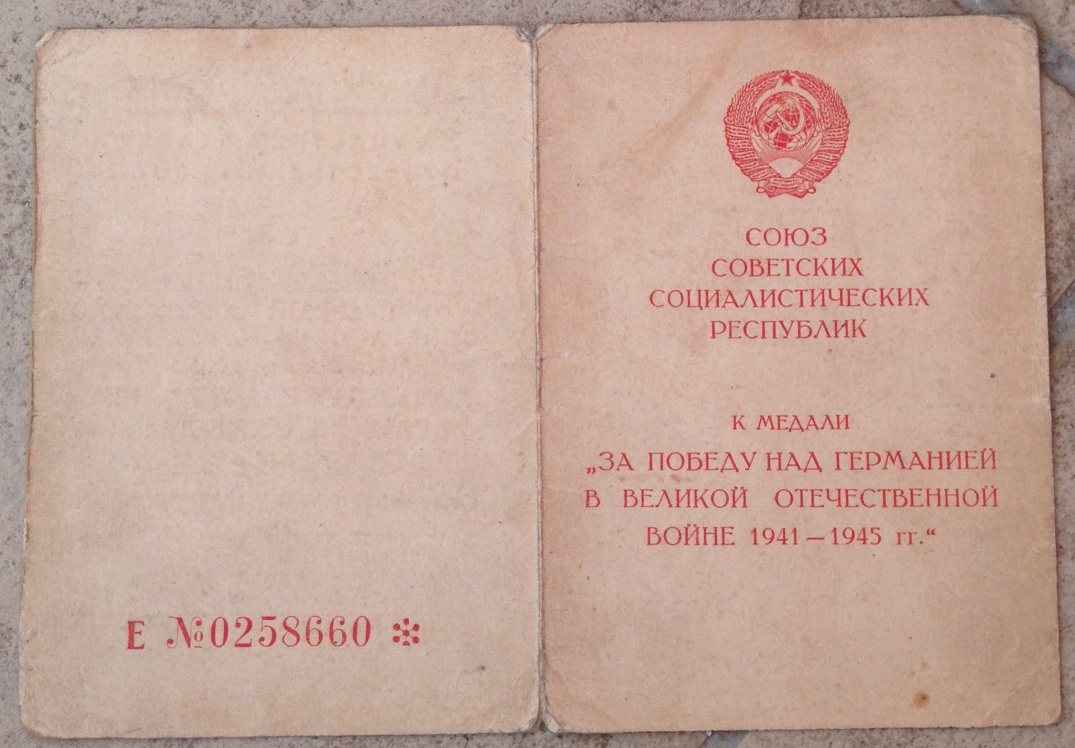 Е №0258660 *
СОЮЗ
СОВЕТСКИХ
СОЦИАЛИСТИЧЕСКИХ
РЕСПУБЛИК
К МЕДАЛИ
„ЗА ПОБЕДУ НАД ГЕРМАНИЕЙ
В ВЕЛИКОЙ ОТЕЧЕСТВЕННОЙ
ВОЙНЕ 1941—1945 гг.“